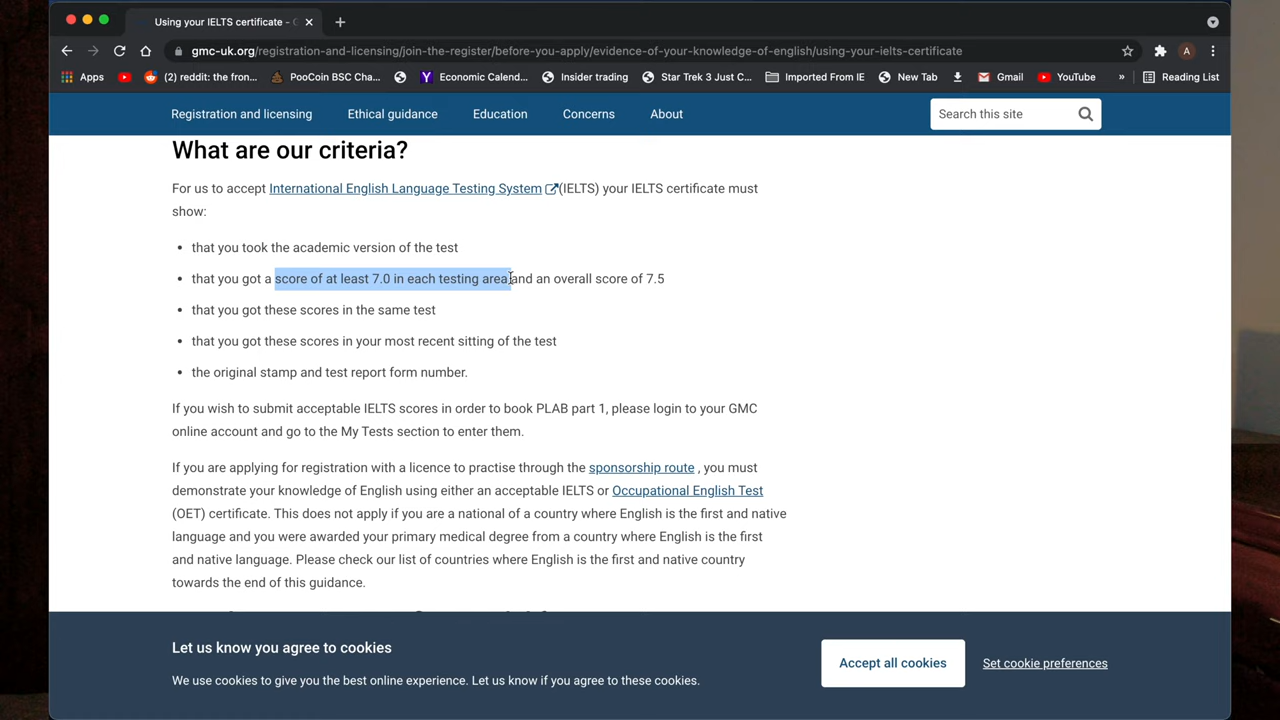 Using your IELTS certificate -
gmc-uk.org/registration-and-licensing/join-the-register/before-you-apply/evidence-of-your-knowledge-of-english/using-your-ielts-certificate
A
Apps
(2) reddit: the fron...
PooCoin BSC Cha...
Economic Calend...
Insider trading
Star Trek 3 Just C...
Imported From IE
New Tab
Gmail
YouTube
»
Reading List
Registration and licensing
Ethical guidance
Education
Concerns
About
Search this site
What are our criteria?
For us to accept International English Language Testing System (IELTS) your IELTS certificate must
show:
• that you took the academic version of the test
• that you got a score of at least 7.0 in each testing area and an overall score of 7.5
• that you got these scores in the same test
• that you got these scores in your most recent sitting of the test
• the original stamp and test report form number.
If you wish to submit acceptable IELTS scores in order to book PLAB part 1, please login to your GMC
online account and go to the My Tests section to enter them.
If you are applying for registration with a licence to practise through the sponsorship route , you must
demonstrate your knowledge of English using either an acceptable IELTS or Occupational English Test
(OET) certificate. This does not apply if you are a national of a country where English is the first and native
language and you were awarded your primary medical degree from a country where English is the first
and native language. Please check our list of countries where English is the first and native country
towards the end of this guidance.
Let us know you agree to cookies
We use cookies to give you the best online experience. Let us know if you agree to these cookies.
Accept all cookies
Set cookie preferences